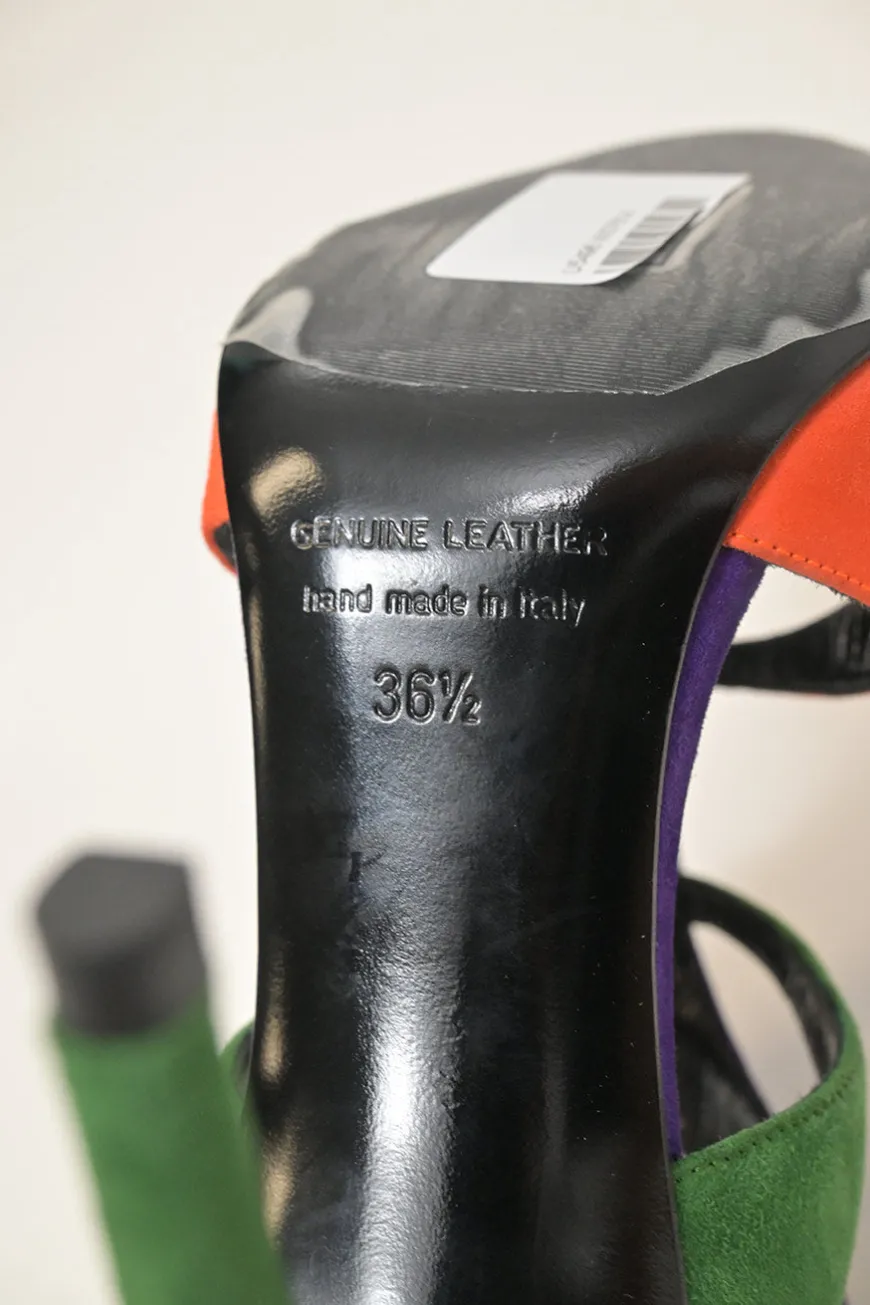 GENUINE LEATHER
hand made in Italy
36½